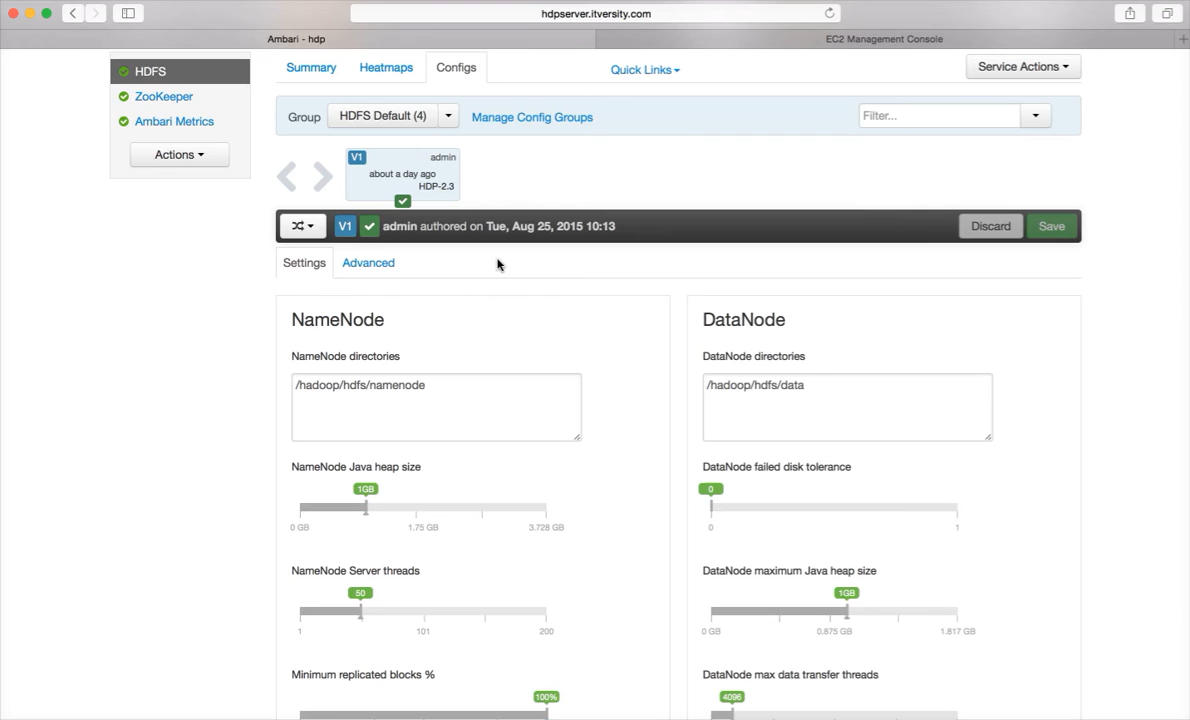 hdpserver.itversity.com
Ambari - hdp
EC2 Management Console
HDFS
ZooKeeper
Ambari Metrics
Actions
Summary
Heatmaps
Configs
Quick Links
Service Actions
Group
HDFS Default (4)
Manage Config Groups
Filter...
V1
admin
about a day ago
HDP-2.3
V1
admin authored on Tue, Aug 25, 2015 10:13
Discard
Save
Settings
Advanced
NameNode
NameNode directories
/hadoop/hdfs/namenode
NameNode Java heap size
1GB
0 GB
1.75 GB
3.728 GB
NameNode Server threads
50
1
101
200
Minimum replicated blocks %
100%
DataNode
DataNode directories
/hadoop/hdfs/data
DataNode failed disk tolerance
0
0
1
DataNode maximum Java heap size
1GB
0 GB
0.875 GB
1.817 GB
DataNode max data transfer threads
4096